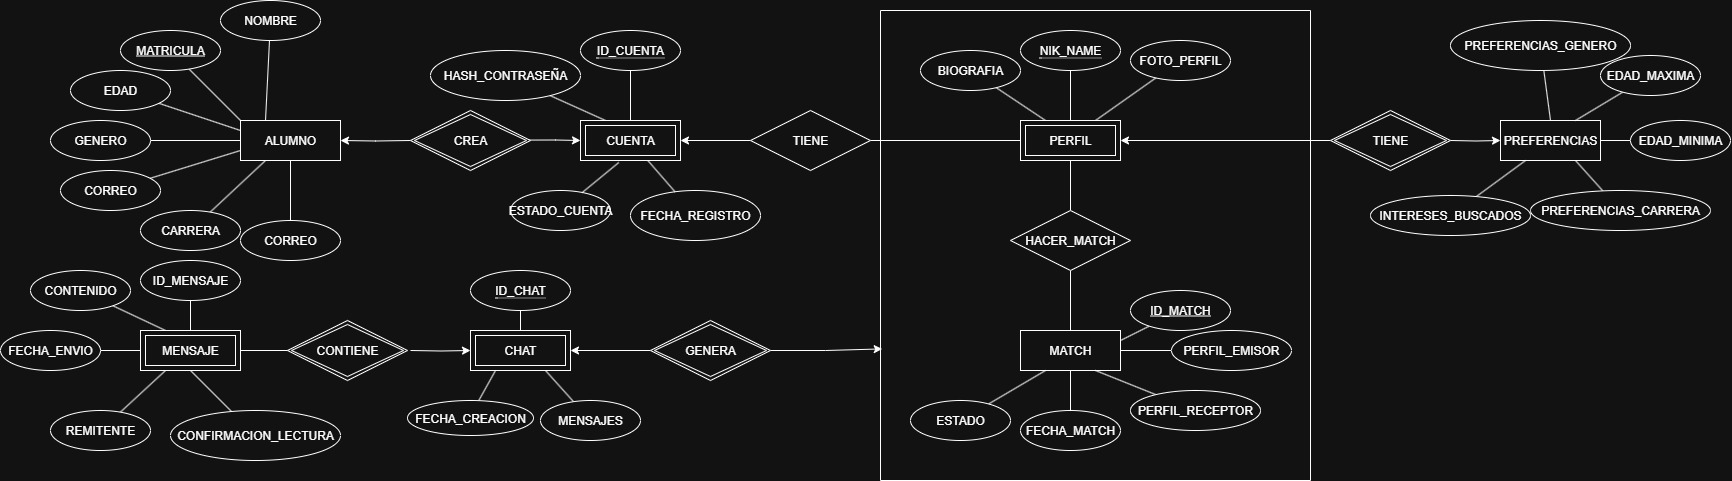 NOMBRE
MATRICULA
EDAD
GENERO
CORREO
CARRERA
CORREO
ALUMNO
CREA
HASH_CONTRASEÑA
ID_CUENTA
CUENTA
ESTADO_CUENTA
FECHA_REGISTRO
TIENE
BIOGRAFIA
NIK_NAME
FOTO_PERFIL
PERFIL
TIENE
PREFERENCIAS_GENERO
EDAD_MAXIMA
PREFERENCIAS
EDAD_MINIMA
INTERESES_BUSCADOS
PREFERENCIAS_CARRERA
HACER_MATCH
ID_MENSAJE
CONTENIDO
FECHA_ENVIO
MENSAJE
REMITENTE
CONFIRMACION_LECTURA
CONTIENE
ID_CHAT
CHAT
FECHA_CREACION
MENSAJES
GENERA
ID_MATCH
MATCH
PERFIL_EMISOR
PERFIL_RECEPTOR
ESTADO
FECHA_MATCH